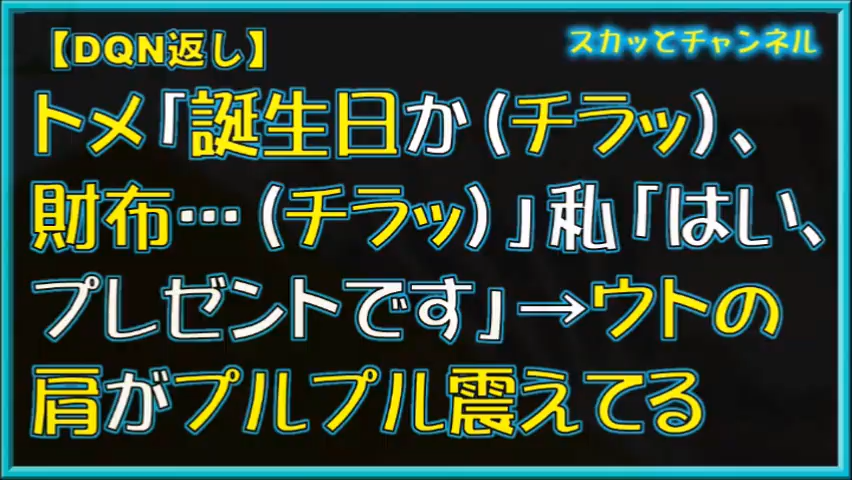 【DQN返し】
スカッとチャンネル
トメ「誕生日か（チラッ）、
財布…（チラッ）」私「はい、
プレゼントです」→ウトの
肩がプルプル震えてる